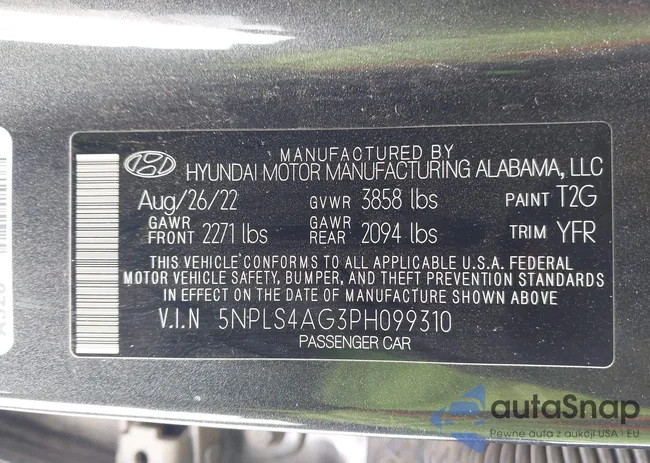 MANUFACTURED BY
HYUNDAI MOTOR MANUFACTURING ALABAMA, LLC
Aug/26/22 GVWR 3858 lbs PAINT T2G
GAWR FRONT 2271 lbs GAWR REAR 2094 lbs TRIM YFR
THIS VEHICLE CONFORMS TO ALL APPLICABLE U.S.A. FEDERAL
MOTOR VEHICLE SAFETY, BUMPER, AND THEFT PREVENTION STANDARDS
IN EFFECT ON THE DATE OF MANUFACTURE SHOWN ABOVE.
V.I.N 5NPLS4AG3PH099310
PASSENGER CAR
autaSnap
Pewne auta z aukcji USA i EU